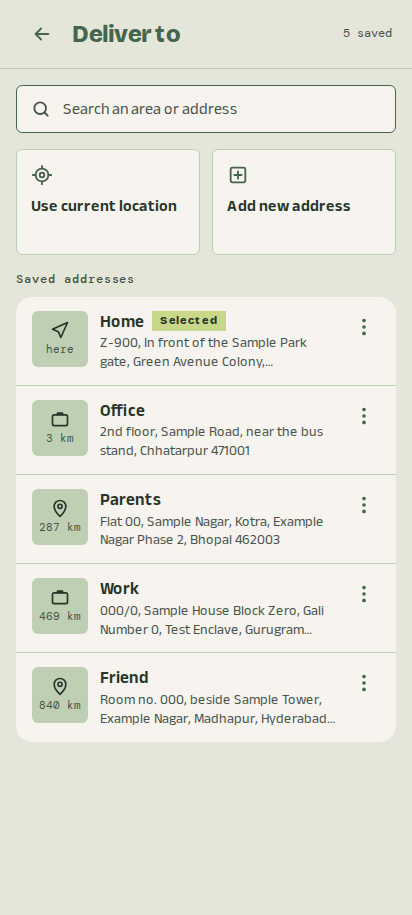 Deliver to
5 saved
Search an area or address
Use current location
Add new address
Saved addresses
Home
Selected
here
Z-900, In front of the Sample Park
gate, Green Avenue Colony,...
Office
3 km
2nd floor, Sample Road, near the bus
stand, Chhatarpur 471001
Parents
287 km
Flat 00, Sample Nagar, Kotra, Example
Nagar Phase 2, Bhopal 462003
Work
469 km
000/0, Sample House Block Zero, Gali
Number 0, Test Enclave, Gurugram...
Friend
840 km
Room no. 000, beside Sample Tower,
Example Nagar, Madhapur, Hyderabad...